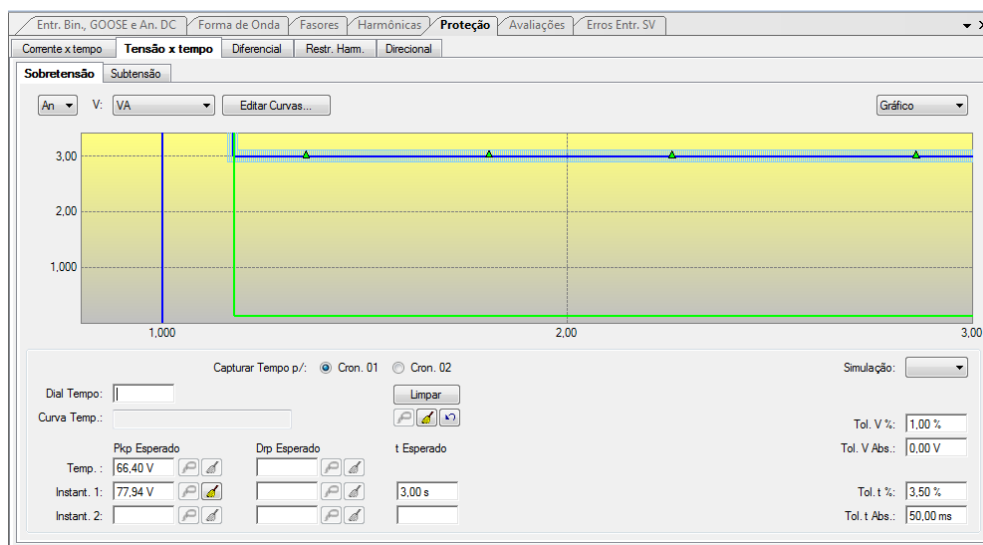 Entr. Bin., GOOSE e An. DC Forma de Onda Fasores Harmônicas Proteção Avaliações Erros Entr. SV
Corrente x tempo Tensão x tempo Diferencial Restr. Harm. Direcional
Sobretensão Subtensão
An V: VA Editar Curvas... Gráfico
3,00
2,00
1,000
1,000 2,00 3,00
Capturar Tempo p/: Cron. 01 Cron. 02 Simulação:
Dial Tempo: Limpar
Curva Temp.: Tol. V %: 1,00 %
Pkp Esperado Drp Esperado t Esperado Tol. V Abs.: 0,00 V
Temp. : 66,40 V
Instant. 1: 77,94 V 3,00 s Tol. t %: 3,50 %
Instant. 2: Tol. t Abs.: 50,00 ms